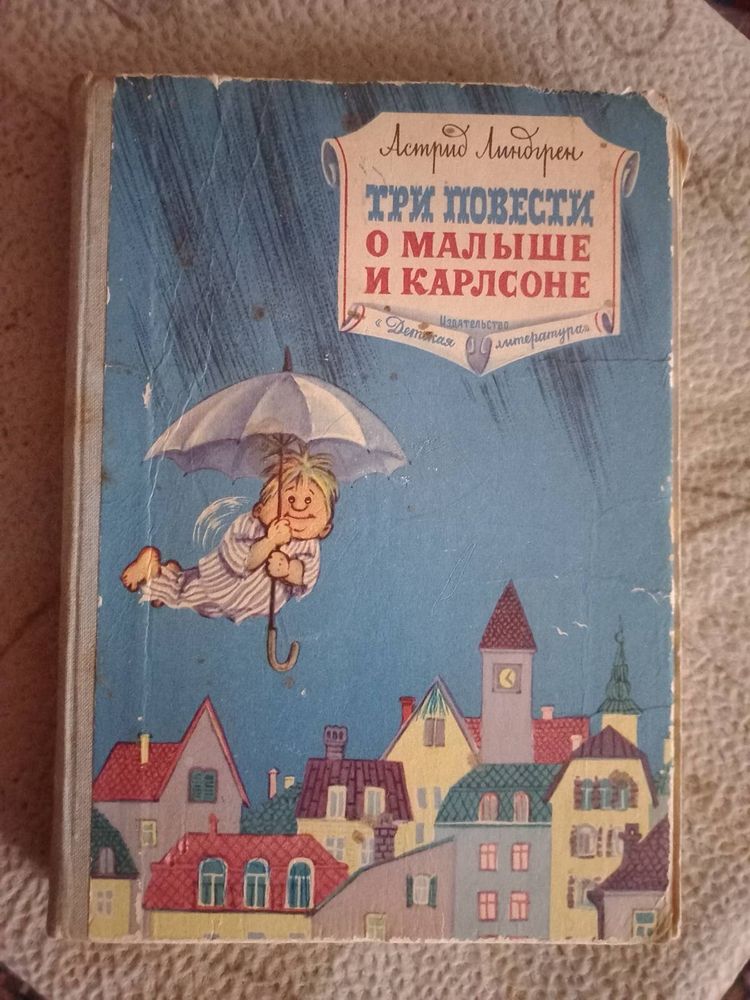 Астрид Линдгрен
ТРИ ПОВЕСТИ
О МАЛЫШЕ
И КАРЛСОНЕ
Издательство
«Детская литература»